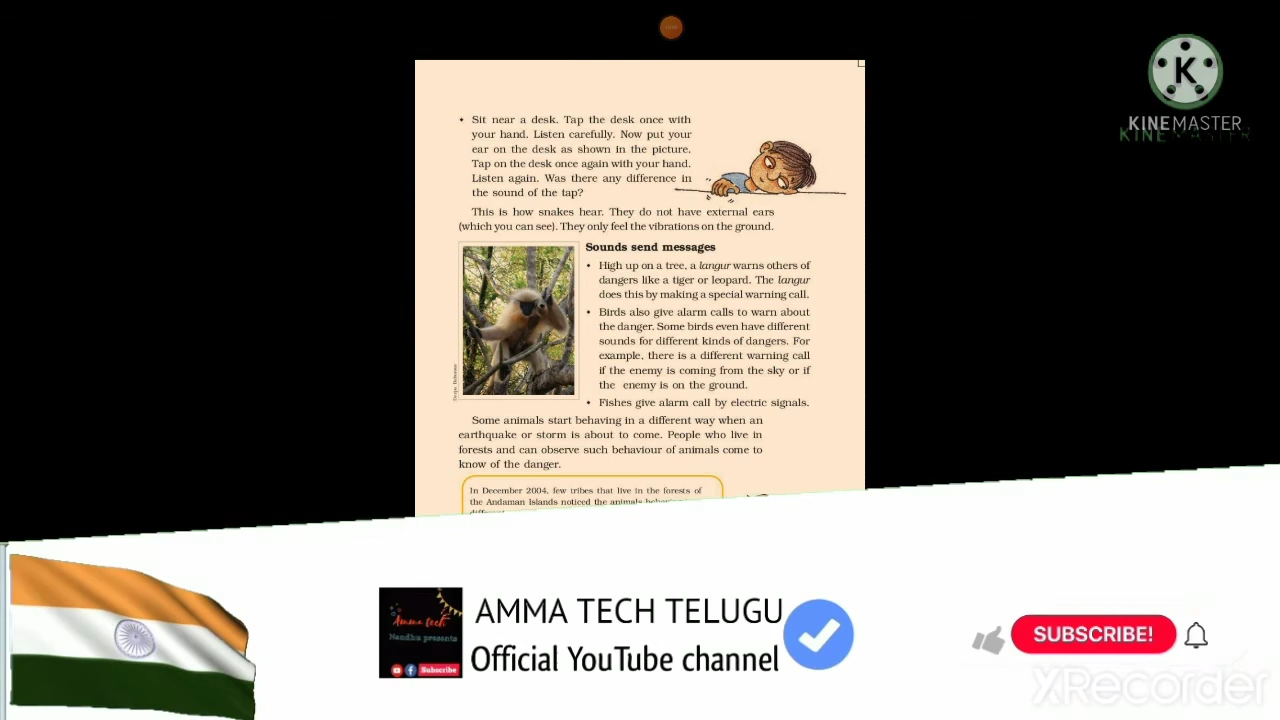 KINEMASTER
KINEMASTER
• Sit near a desk. Tap the desk once with
your hand. Listen carefully. Now put your
ear on the desk as shown in the picture.
Tap on the desk once again with your hand.
Listen again. Was there any difference in
the sound of the tap?
This is how snakes hear. They do not have external ears
(which you can see). They only feel the vibrations on the ground.
Sounds send messages
• High up on a tree, a langur warns others of
dangers like a tiger or leopard. The langur
does this by making a special warning call.
• Birds also give alarm calls to warn about
the danger. Some birds even have different
sounds for different kinds of dangers. For
example, there is a different warning call
if the enemy is coming from the sky or if
the enemy is on the ground.
• Fishes give alarm call by electric signals.
Some animals start behaving in a different way when an
earthquake or storm is about to come. People who live in
forests and can observe such behaviour of animals come to
know of the danger.
In December 2004, few tribes that live in the forests of
the Andaman Islands noticed the animals
Amma tech
Nandhu presents
Subscribe
AMMA TECH TELUGU
Official YouTube channel
SUBSCRIBE!
XRecorder